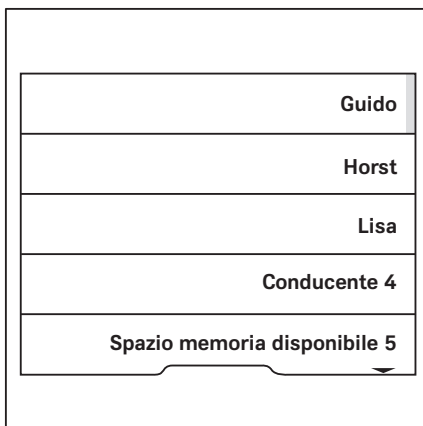 Guido
Horst
Lisa
Conducente 4
Spazio memoria disponibile 5